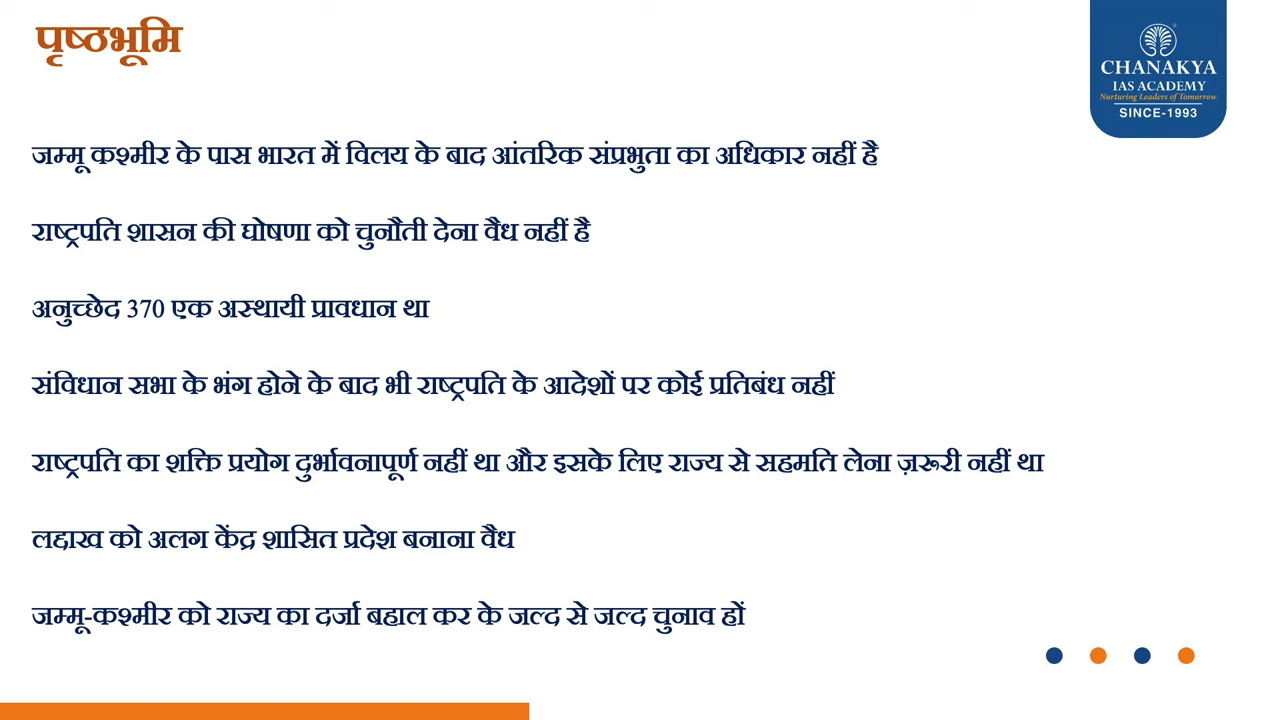 पृष्ठभूमि
CHANAKYA
IAS ACADEMY
Nurturing Leaders of Tomorrow
SINCE-1993
जम्मू कश्मीर के पास भारत में विलय के बाद आंतरिक संप्रभुता का अधिकार नहीं है
राष्ट्रपति शासन की घोषणा को चुनौती देना वैध नहीं है
अनुच्छेद 370 एक अस्थायी प्रावधान था
संविधान सभा के भंग होने के बाद भी राष्ट्रपति के आदेशों पर कोई प्रतिबंध नहीं
राष्ट्रपति का शक्ति प्रयोग दुर्भावनापूर्ण नहीं था और इसके लिए राज्य से सहमति लेना ज़रूरी नहीं था
लद्दाख को अलग केंद्र शासित प्रदेश बनाना वैध
जम्मू-कश्मीर को राज्य का दर्जा बहाल कर के जल्द से जल्द चुनाव हों